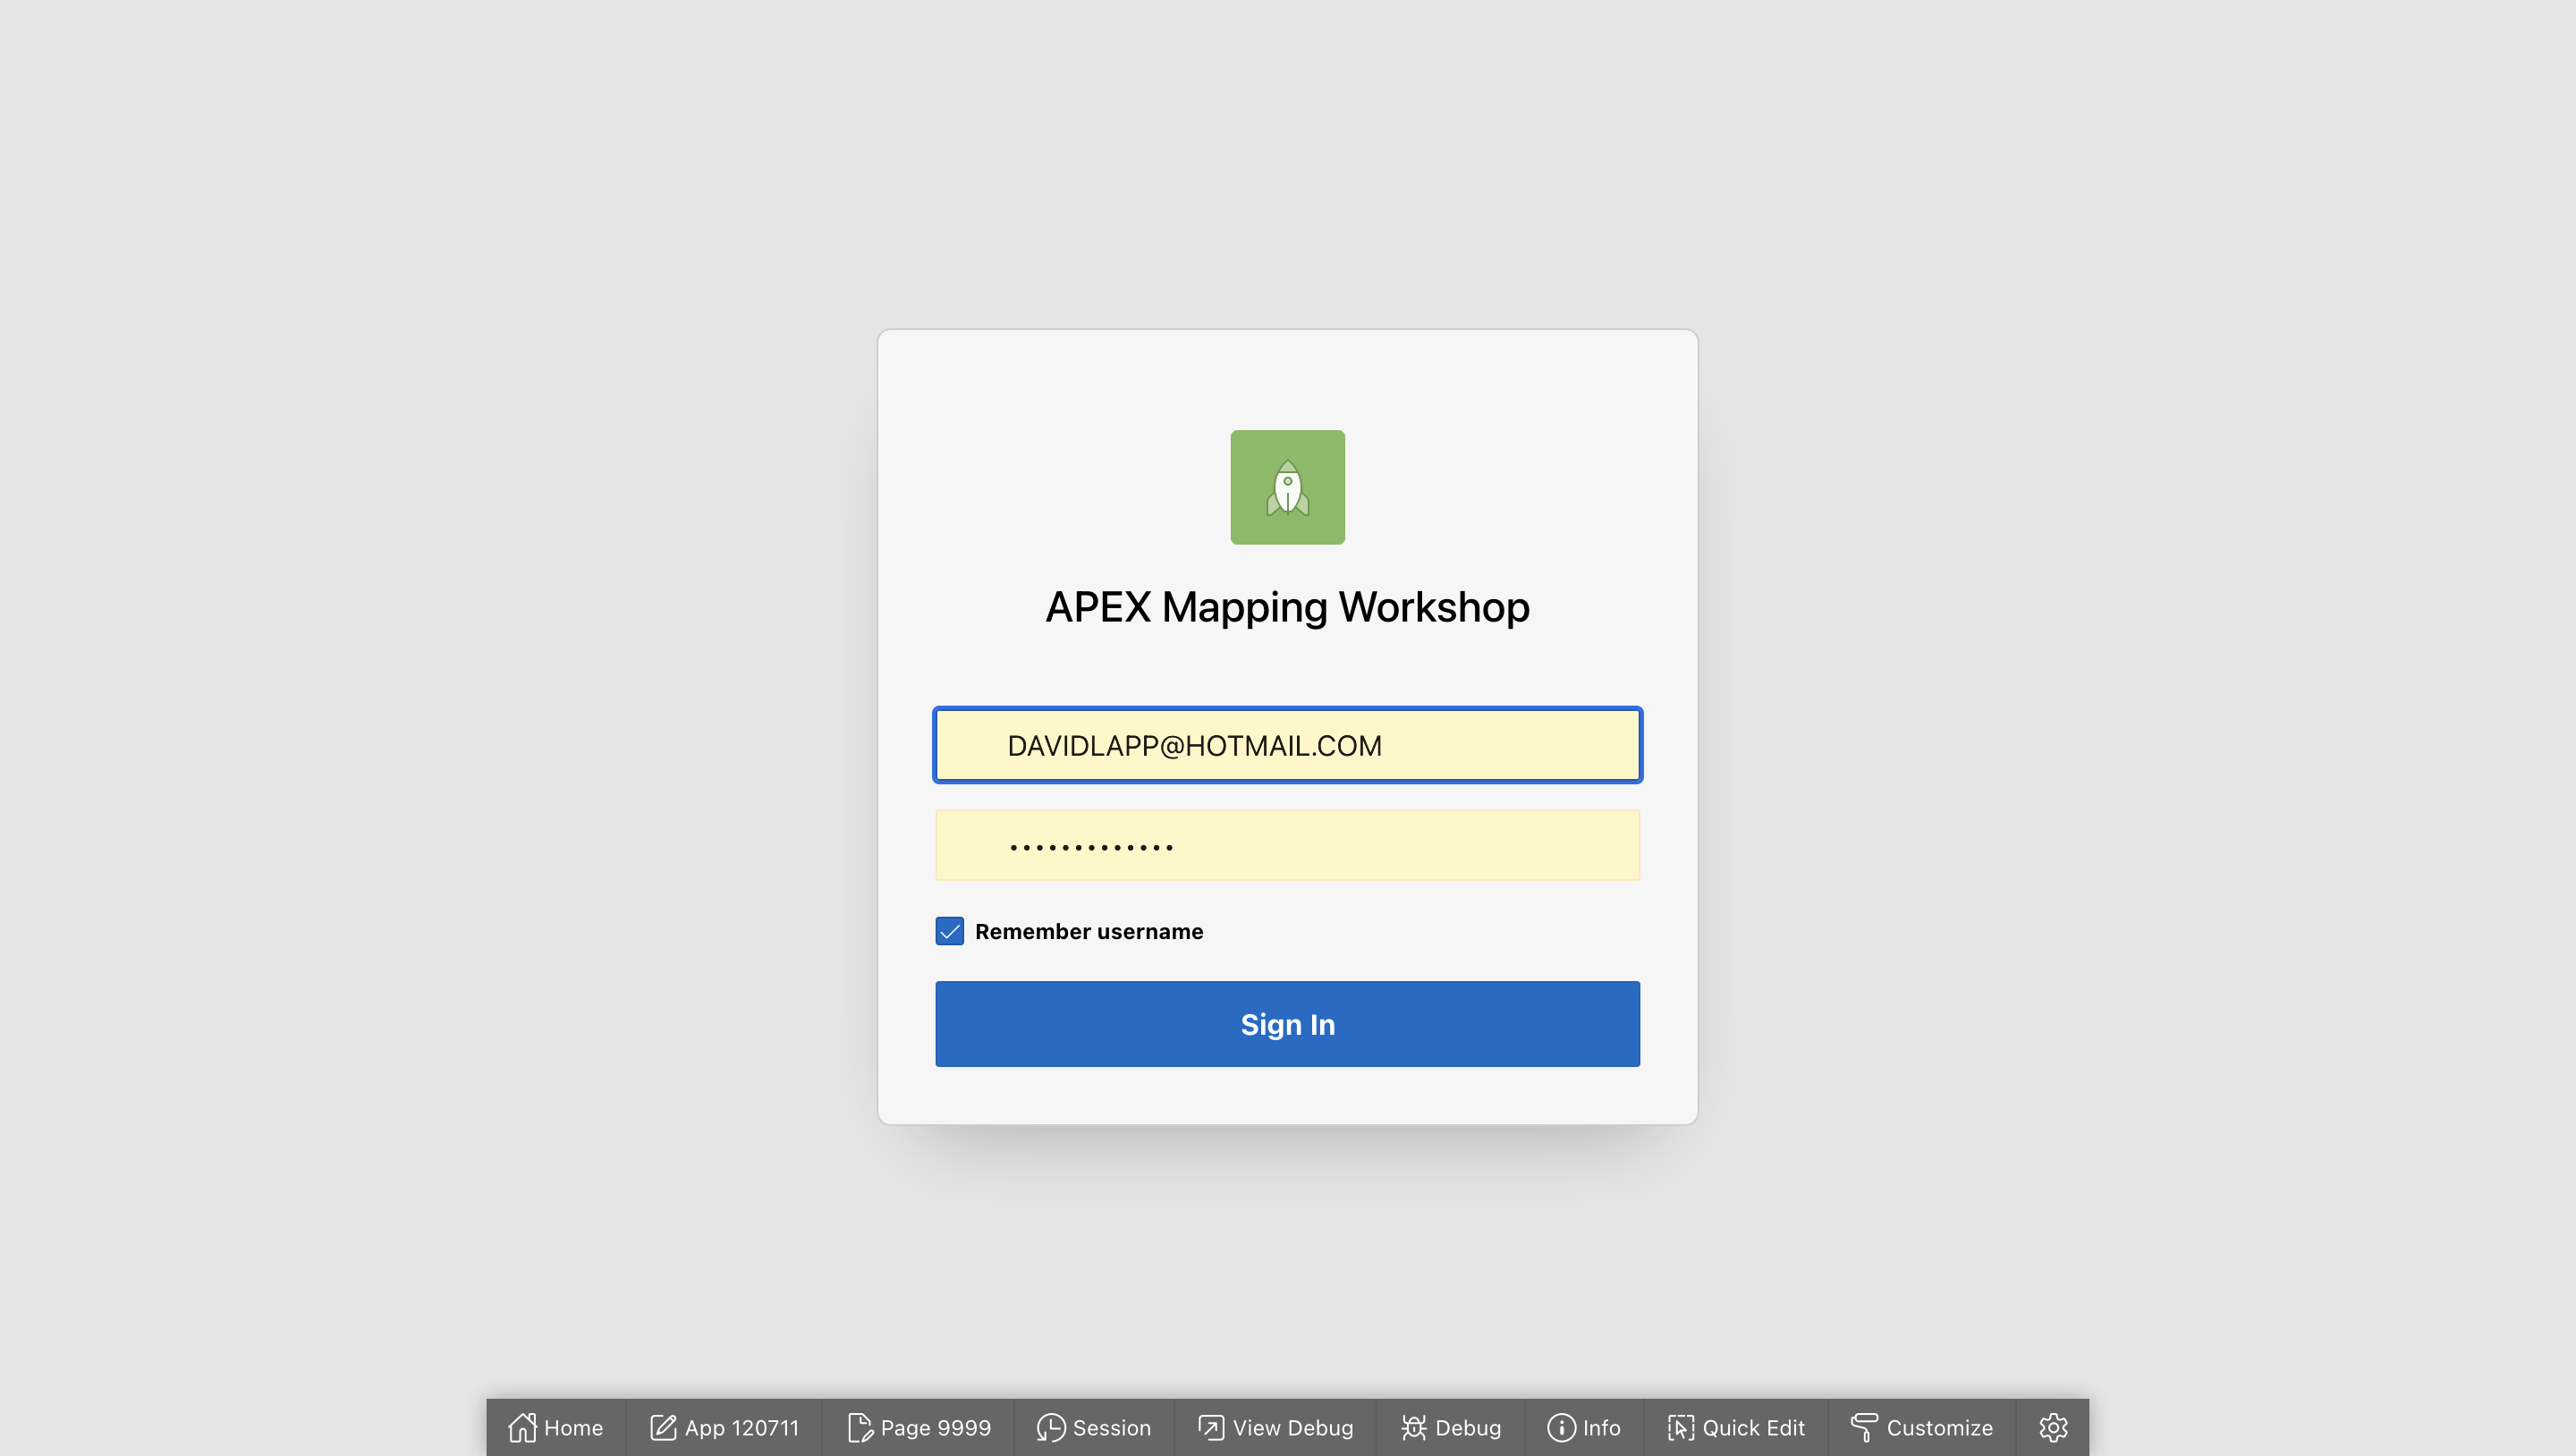 APEX Mapping Workshop
DAVIDLAPP@HOTMAIL.COM
•••••••••••••
Remember username
Sign In
Home
App 120711
Page 9999
Session
View Debug
Debug
Info
Quick Edit
Customize